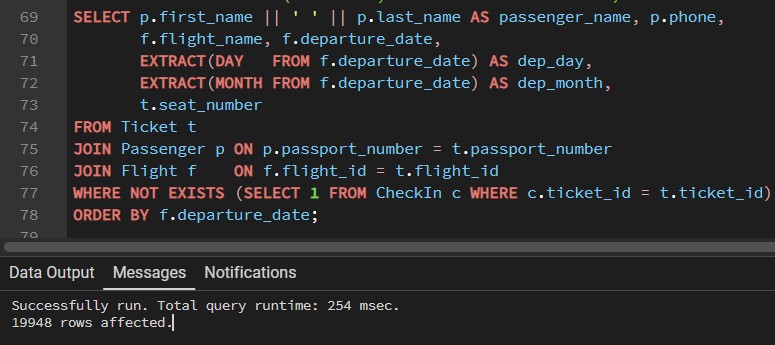 69 SELECT p.first_name || ' ' || p.last_name AS passenger_name, p.phone,
70        f.flight_name, f.departure_date,
71        EXTRACT(DAY   FROM f.departure_date) AS dep_day,
72        EXTRACT(MONTH FROM f.departure_date) AS dep_month,
73        t.seat_number
74 FROM Ticket t
75 JOIN Passenger p ON p.passport_number = t.passport_number
76 JOIN Flight f    ON f.flight_id = t.flight_id
77 WHERE NOT EXISTS (SELECT 1 FROM CheckIn c WHERE c.ticket_id = t.ticket_id)
78 ORDER BY f.departure_date;
79
Data Output Messages Notifications
Successfully run. Total query runtime: 254 msec.
19948 rows affected.